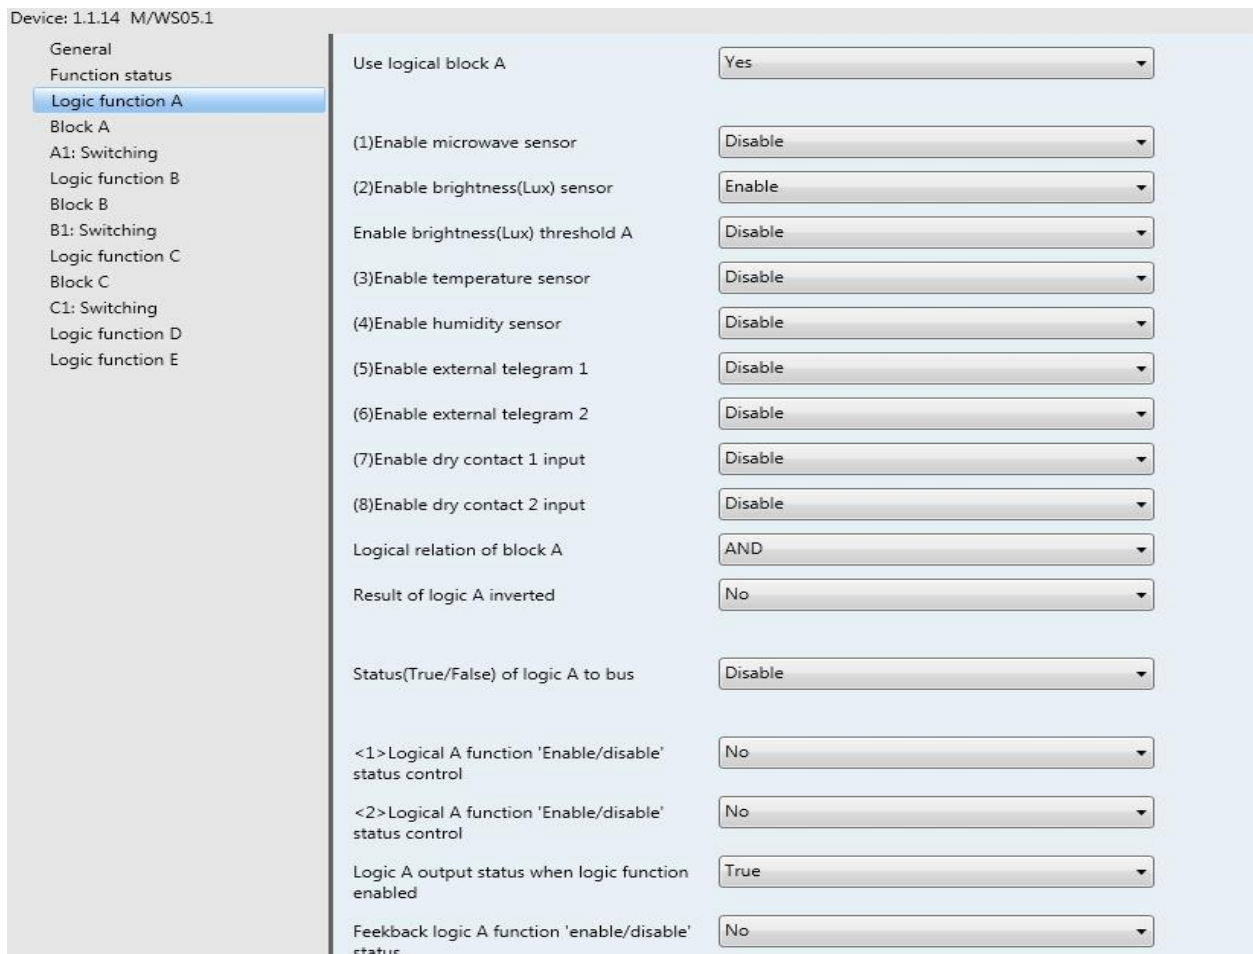 Device: 1.1.14  M/WS05.1
General
Function status
Logic function A
Block A
A1: Switching
Logic function B
Block B
B1: Switching
Logic function C
Block C
C1: Switching
Logic function D
Logic function E
Use logical block A Yes
(1)Enable microwave sensor Disable
(2)Enable brightness(Lux) sensor Enable
Enable brightness(Lux) threshold A Disable
(3)Enable temperature sensor Disable
(4)Enable humidity sensor Disable
(5)Enable external telegram 1 Disable
(6)Enable external telegram 2 Disable
(7)Enable dry contact 1 input Disable
(8)Enable dry contact 2 input Disable
Logical relation of block A AND
Result of logic A inverted No
Status(True/False) of logic A to bus Disable
<1>Logical A function 'Enable/disable' No
status control
<2>Logical A function 'Enable/disable' No
status control
Logic A output status when logic function True
enabled
Feekback logic A function 'enable/disable' No
status